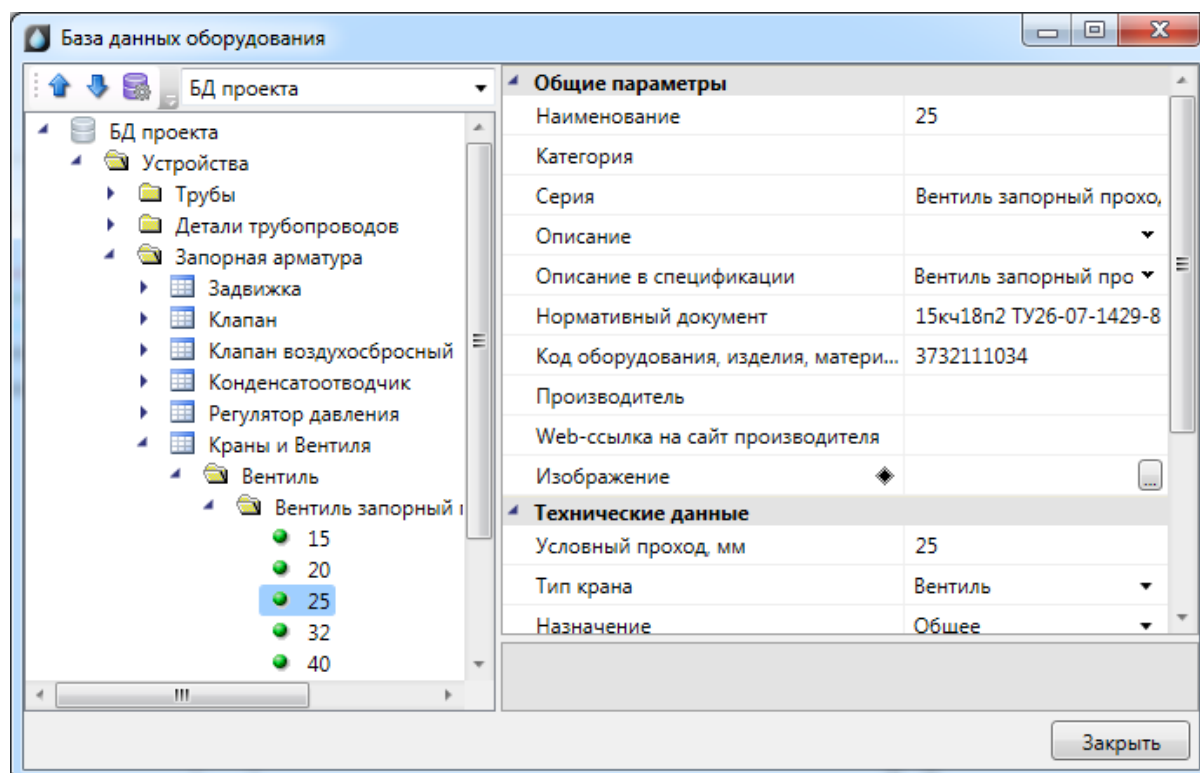 База данных оборудования
БД проекта
БД проекта
Устройства
Трубы
Детали трубопроводов
Запорная арматура
Задвижка
Клапан
Клапан воздухосбросный
Конденсатоотводчик
Регулятор давления
Краны и Вентиля
Вентиль
Вентиль запорный
15
20
25
32
40
Общие параметры
Наименование 25
Категория
Серия Вентиль запорный прохо
Описание
Описание в спецификации Вентиль запорный про
Нормативный документ 15кч18п2 ТУ26-07-1429-8
Код оборудования, изделия, матери... 3732111034
Производитель
Web-ссылка на сайт производителя
Изображение ...
Технические данные
Условный проход, мм 25
Тип крана Вентиль
Назначение Общее
Закрыть